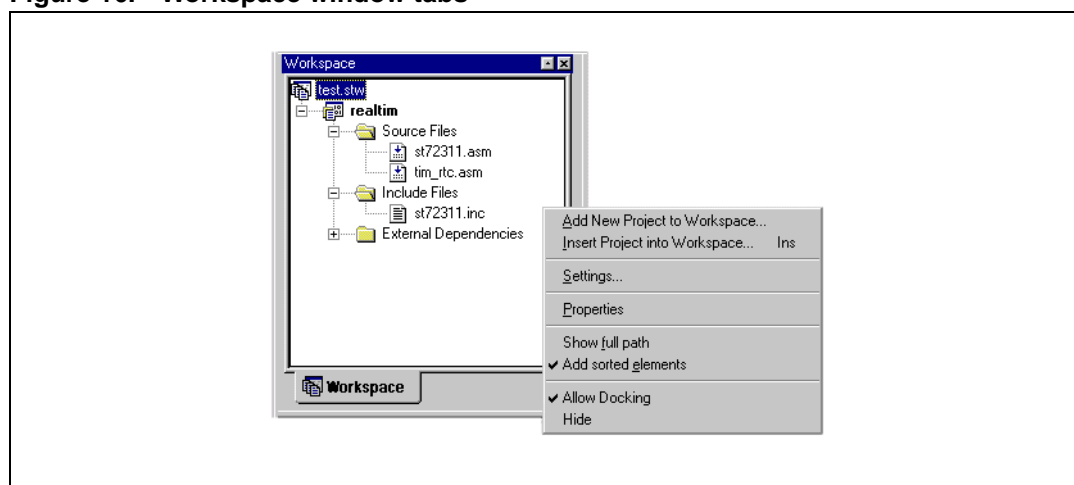 Workspace window tabs
Workspace
test.stw
realtim
Source Files
st72311.asm
tim_rtc.asm
Include Files
st72311.inc
External Dependencies
Workspace
Add New Project to Workspace...
Insert Project into Workspace... Ins
Settings...
Properties
Show full path
Add sorted elements
Allow Docking
Hide